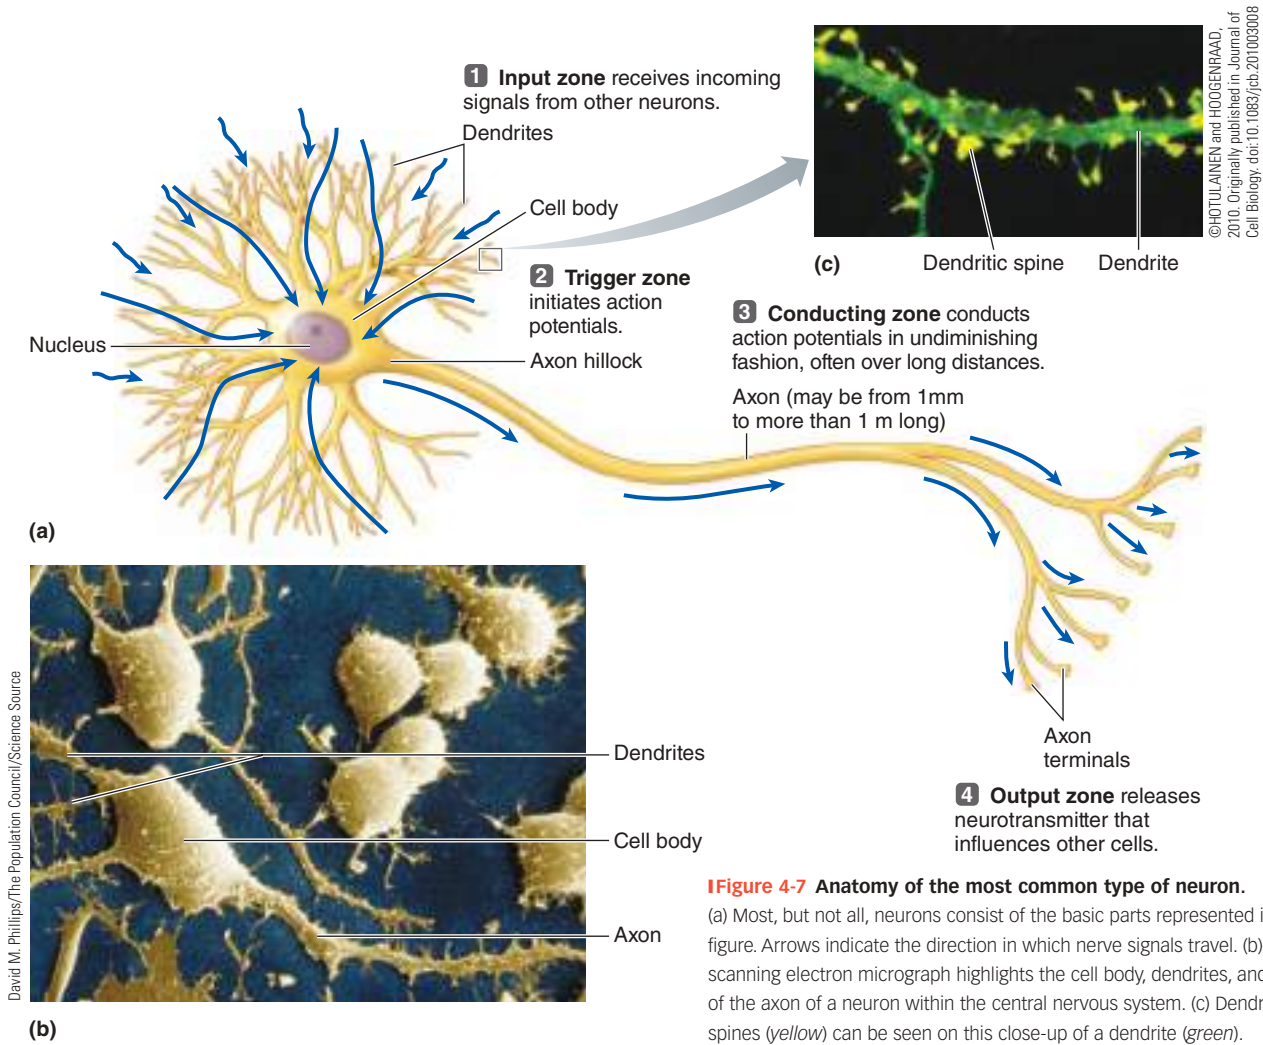 1 Input zone receives incoming
signals from other neurons.
Dendrites
Cell body
2 Trigger zone
initiates action
potentials.
Nucleus
Axon hillock
(a)
©HOTULAINEN and HOOGENRAAD,
2010. Originally published in Journal of
Cell Biology. doi:10.1083/jcb.201003008
(c)
Dendritic spine
Dendrite
3 Conducting zone conducts
action potentials in undiminishing
fashion, often over long distances.
Axon (may be from 1mm
to more than 1 m long)
Axon
terminals
4 Output zone releases
neurotransmitter that
influences other cells.
David M. Phillips/The Population Council/Science Source
Dendrites
Cell body
Axon
(b)
Figure 4-7 Anatomy of the most common type of neuron.
(a) Most, but not all, neurons consist of the basic parts represented i
figure. Arrows indicate the direction in which nerve signals travel. (b)
scanning electron micrograph highlights the cell body, dendrites, and
of the axon of a neuron within the central nervous system. (c) Dendr
spines (yellow) can be seen on this close-up of a dendrite (green).